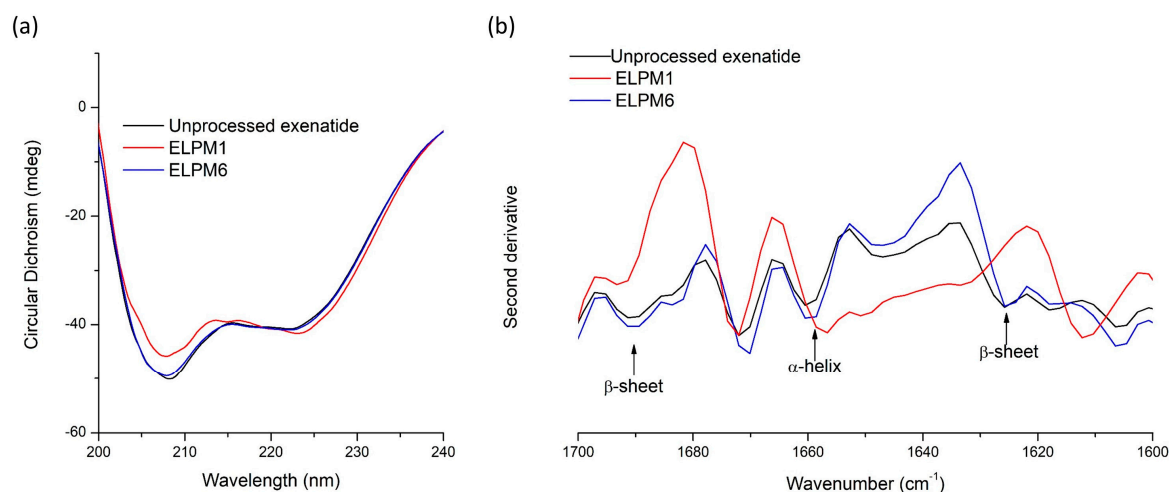 (a)
Unprocessed exenatide
ELPM1
ELPM6
Circular Dichroism (mdeg)
0
-20
-40
-60
200
210
220
230
240
Wavelength (nm)
(b)
Unprocessed exenatide
ELPM1
ELPM6
Second derivative
β-sheet
α-helix
β-sheet
1700
1680
1660
1640
1620
1600
Wavenumber (cm⁻¹)